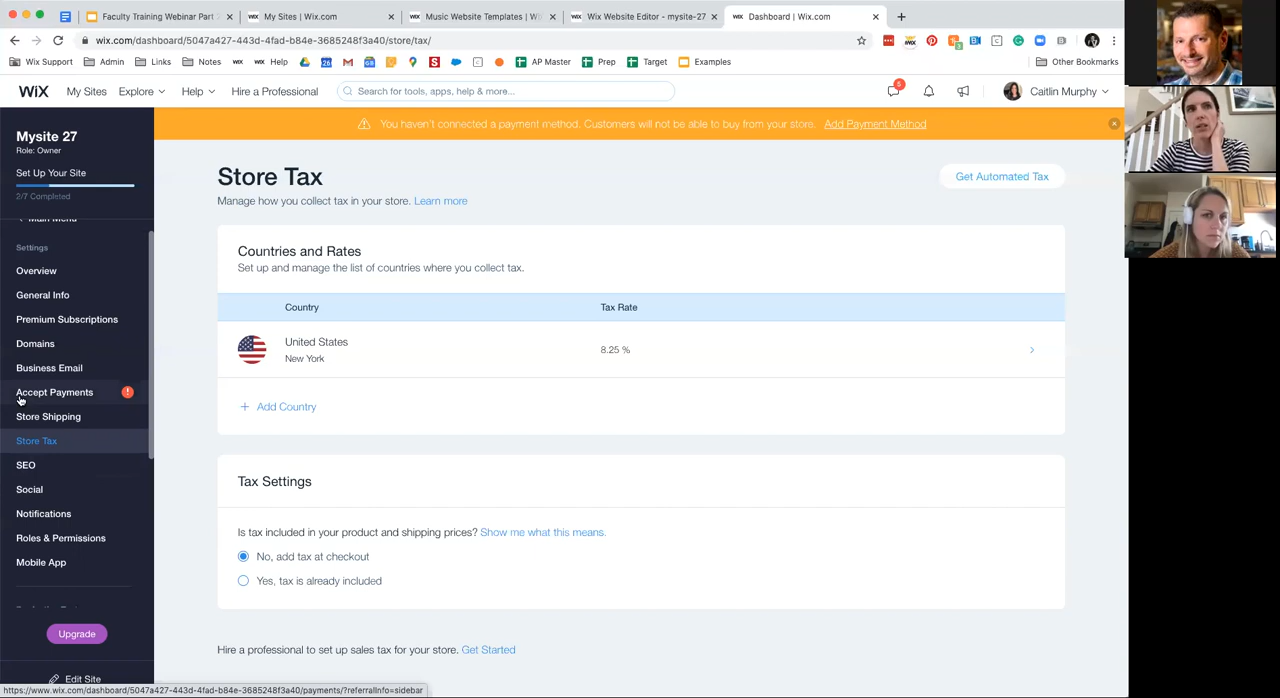 Faculty Training Webinar Part
My Sites | Wix.com
Music Website Templates | W
Wix Website Editor - mysite-27
Dashboard | Wix.com
wix.com/dashboard/5047a427-443d-4fad-b84e-3685248f3a40/store/tax/
Wix Support
Admin
Links
Notes
Help
AP Master
Prep
Target
Examples
Other Bookmarks
WiX
My Sites
Explore
Help
Hire a Professional
Search for tools, apps, help & more...
Caitlin Murphy
You haven't connected a payment method. Customers will not be able to buy from your store. Add Payment Method
Mysite 27
Role: Owner
Set Up Your Site
2/7 Completed
Main Menu
Settings
Overview
General Info
Premium Subscriptions
Domains
Business Email
Accept Payments
Store Shipping
Store Tax
SEO
Social
Notifications
Roles & Permissions
Mobile App
Upgrade
Edit Site
Store Tax
Manage how you collect tax in your store. Learn more
Get Automated Tax
Countries and Rates
Set up and manage the list of countries where you collect tax.
Country
Tax Rate
United States
New York
8.25 %
+ Add Country
Tax Settings
Is tax included in your product and shipping prices? Show me what this means.
No, add tax at checkout
Yes, tax is already included
Hire a professional to set up sales tax for your store. Get Started
https://www.wix.com/dashboard/5047a427-443d-4fad-b84e-3685248f3a40/payments/?referralInfo=sidebar